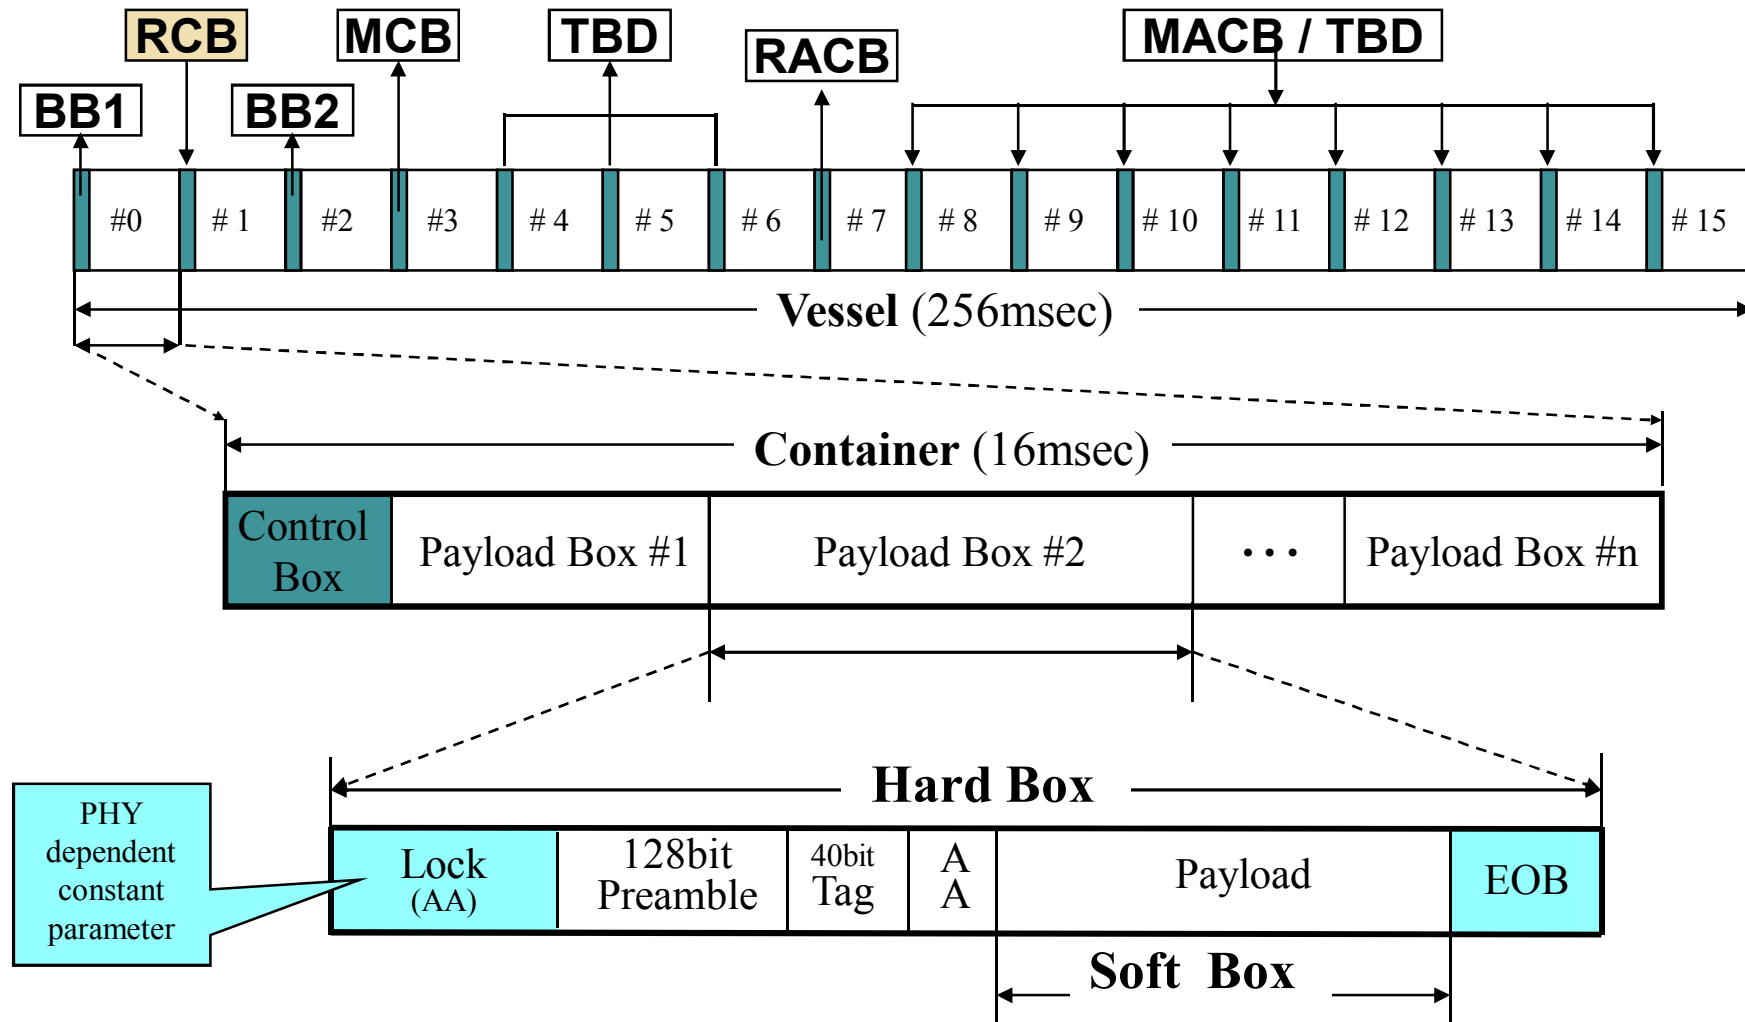 RCB
MCB
TBD
RACB
MACB / TBD
BB1
BB2
#0
# 1
#2
#3
# 4
# 5
# 6
# 7
# 8
# 9
# 10
# 11
# 12
# 13
# 14
# 15
Vessel (256msec)
Container (16msec)
Control
Box
Payload Box #1
Payload Box #2
···
Payload Box #n
Hard Box
PHY
dependent
constant
parameter
Lock
(AA)
128bit
Preamble
40bit
Tag
A
A
Payload
EOB
Soft Box